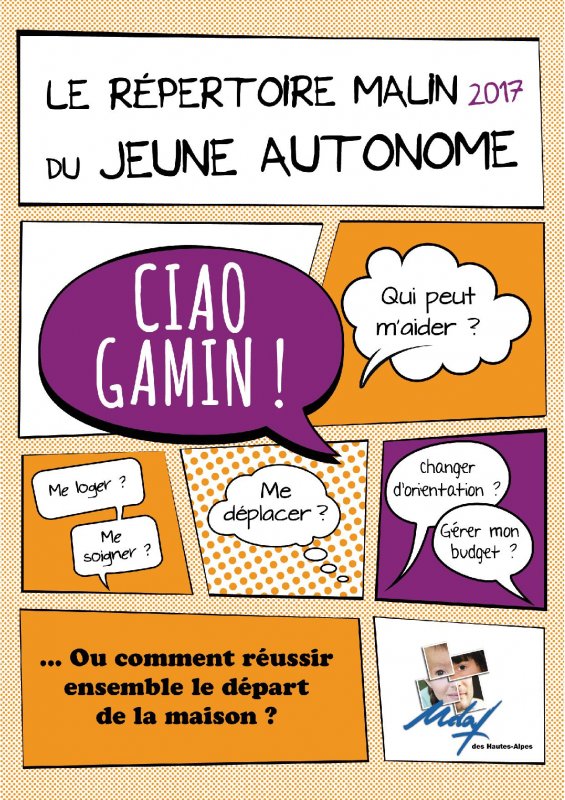 LE RÉPERTOIRE MALIN 2017
DU JEUNE AUTONOME
CIAO
GAMIN !
Qui peut
m'aider ?
Me loger ?
Me
soigner ?
Me
déplacer ?
Changer
d'orientation ?
Gérer mon
budget ?
... Ou comment réussir
ensemble le départ
de la maison ?
Udaf
des Hautes-Alpes